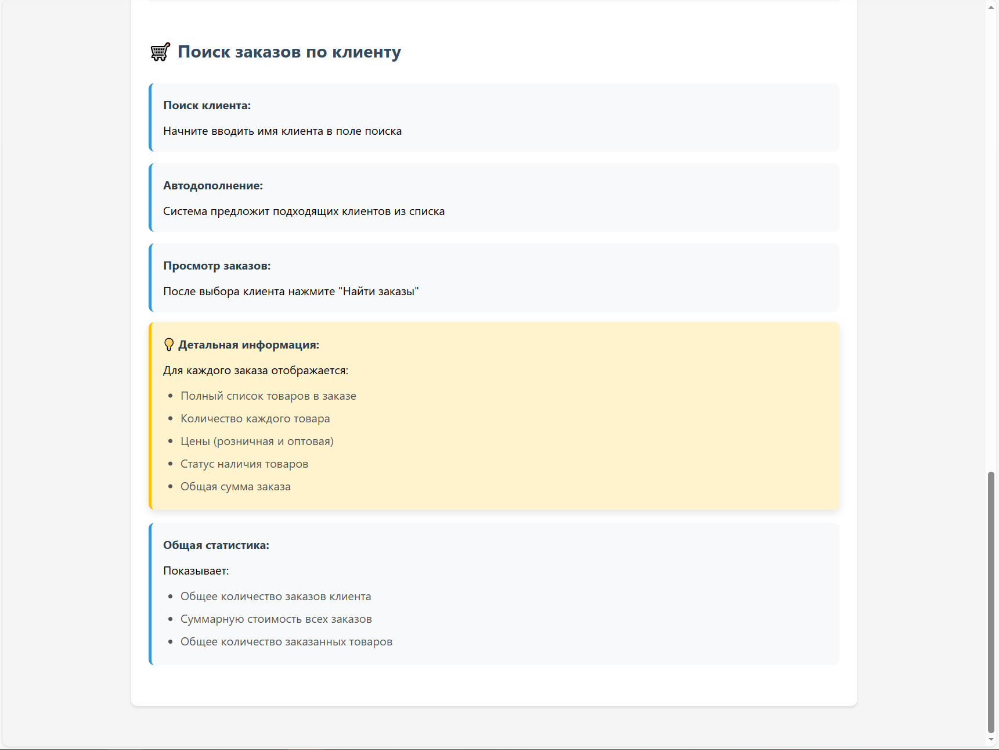 Поиск заказов по клиенту
Поиск клиента:
Начните вводить имя клиента в поле поиска
Автодополнение:
Система предложит подходящих клиентов из списка
Просмотр заказов:
После выбора клиента нажмите "Найти заказы"
Детальная информация:
Для каждого заказа отображается:
• Полный список товаров в заказе
• Количество каждого товара
• Цены (розничная и оптовая)
• Статус наличия товаров
• Общая сумма заказа
Общая статистика:
Показывает:
• Общее количество заказов клиента
• Суммарную стоимость всех заказов
• Общее количество заказанных товаров